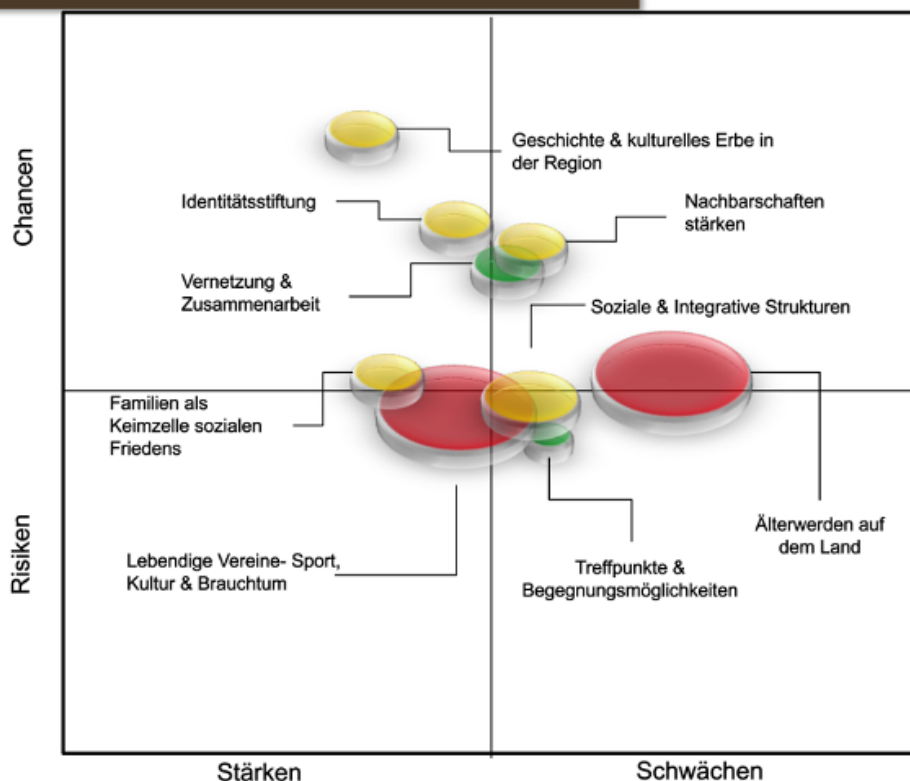 Chancen
Risiken
Geschichte & kulturelles Erbe in
der Region
Identitätsstiftung
Nachbarschaften
stärken
Vernetzung &
Zusammenarbeit
Soziale & Integrative Strukturen
Familien als
Keimzelle sozialen
Friedens
Älterwerden auf
dem Land
Lebendige Vereine- Sport,
Kultur & Brauchtum
Treffpunkte &
Begegnungsmöglichkeiten
Stärken
Schwächen